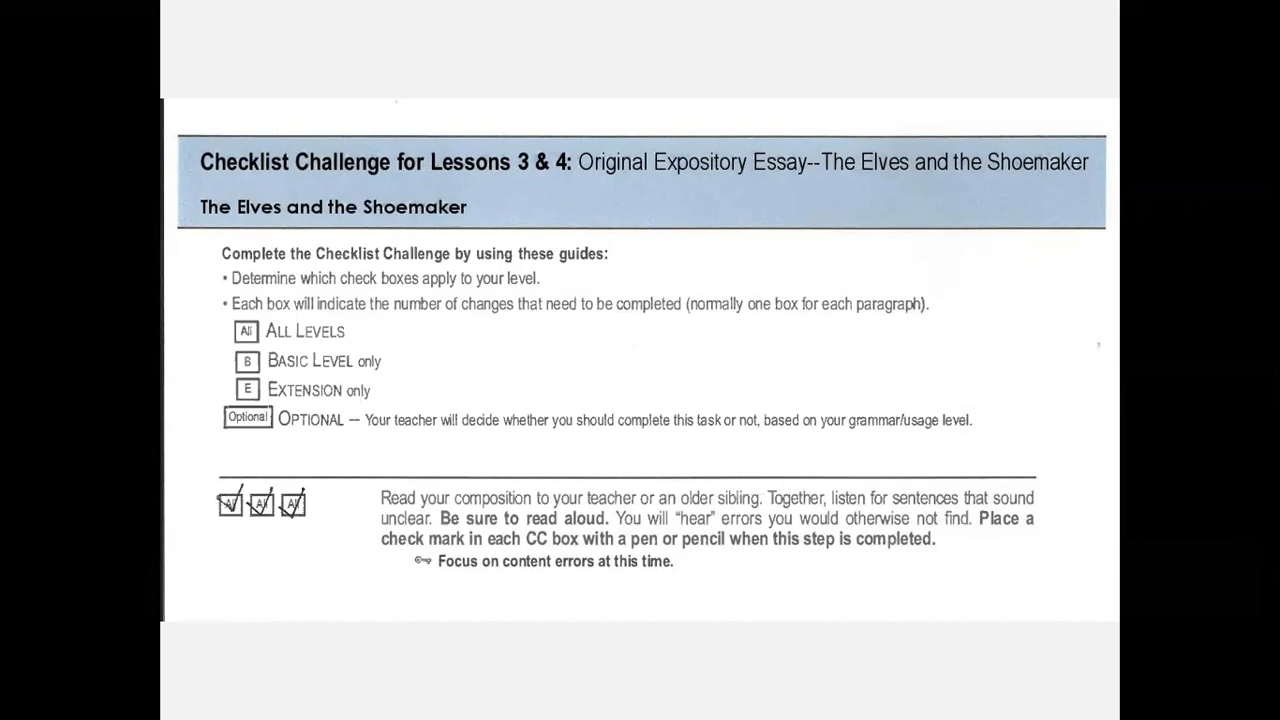 Checklist Challenge for Lessons 3 & 4: Original Expository Essay--The Elves and the Shoemaker
The Elves and the Shoemaker
Complete the Checklist Challenge by using these guides:
• Determine which check boxes apply to your level.
• Each box will indicate the number of changes that need to be completed (normally one box for each paragraph).
All ALL LEVELS
B BASIC LEVEL only
E EXTENSION only
Optional OPTIONAL — Your teacher will decide whether you should complete this task or not, based on your grammar/usage level.
All All All Read your composition to your teacher or an older sibling. Together, listen for sentences that sound
unclear. Be sure to read aloud. You will “hear” errors you would otherwise not find. Place a
check mark in each CC box with a pen or pencil when this step is completed.
Focus on content errors at this time.